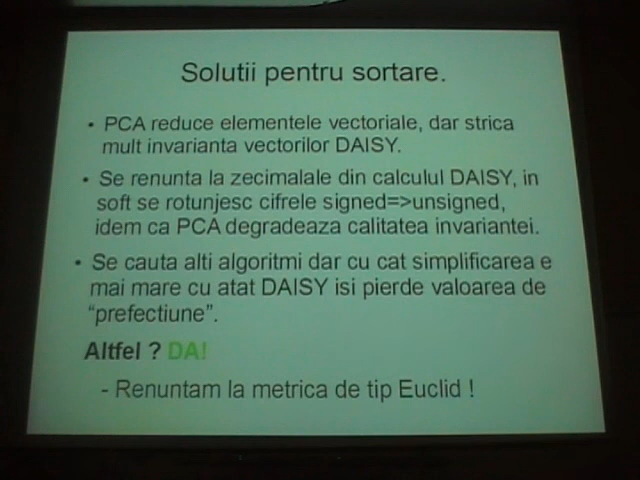 Solutii pentru sortare.
• PCA reduce elementele vectoriale, dar strica
mult invarianta vectorilor DAISY.
• Se renunta la zecimalale din calculul DAISY, in
soft se rotunjesc cifrele signed=>unsigned,
idem ca PCA degradeaza calitatea invariantei.
• Se cauta alti algoritmi dar cu cat simplificarea e
mai mare cu atat DAISY isi pierde valoarea de
“prefectiune”.
Altfel ? DA!
- Renuntam la metrica de tip Euclid !